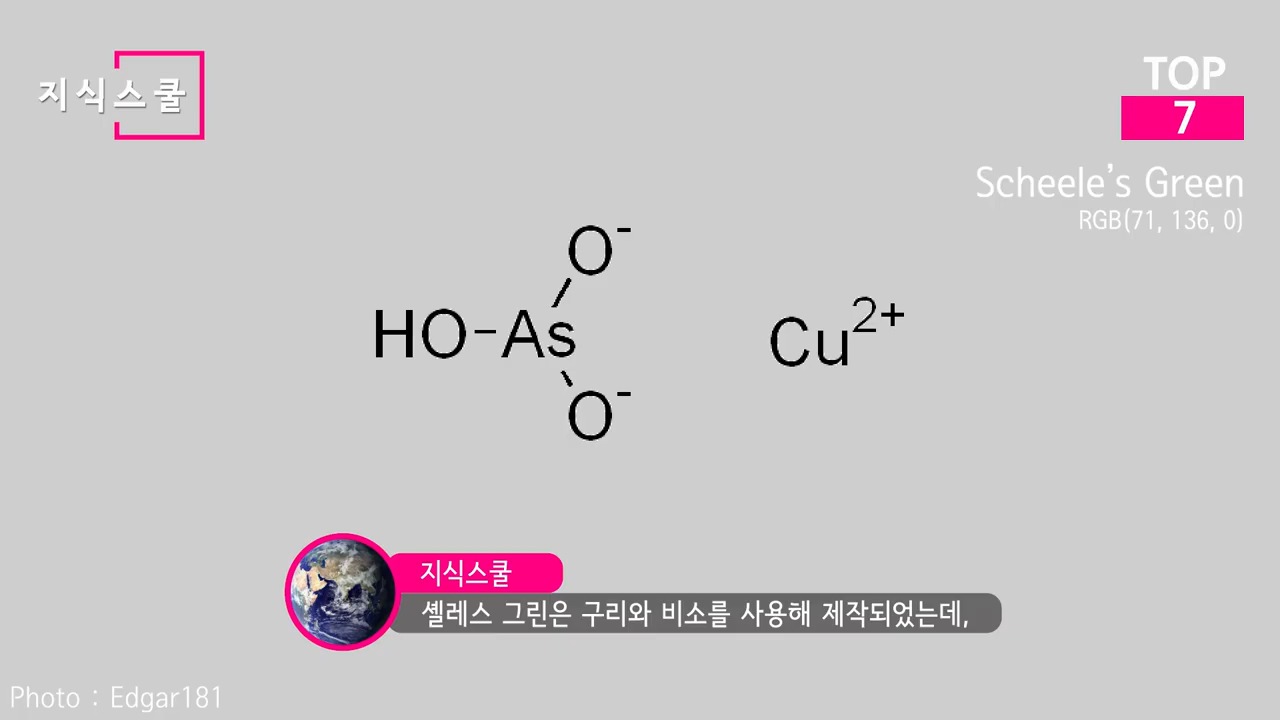 지식스쿨
TOP
7
Scheele's Green
RGB(71, 136, 0)
O-
HO-As
O-
Cu2+
지식스쿨
셸레스 그린은 구리와 비소를 사용해 제작되었는데,
Photo : Edgar181